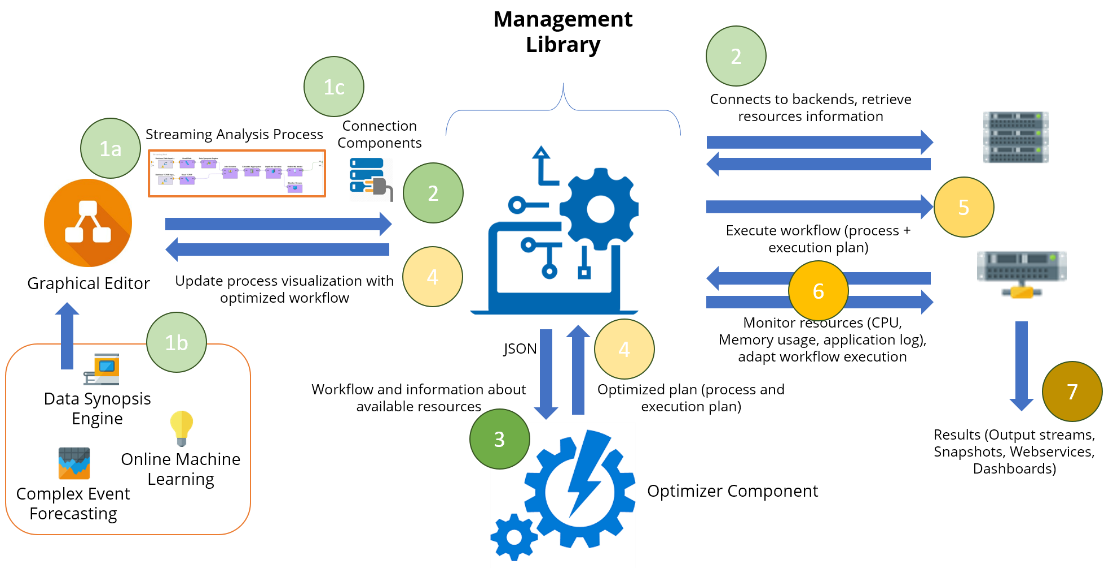 Management
Library
2
Connects to backends, retrieve
resources information
1c
1a
Streaming Analysis Process
Connection
Components
2
5
Execute workflow (process +
execution plan)
Graphical Editor
Update process visualization with
optimized workflow
4
6
Monitor resources (CPU,
Memory usage, application log),
adapt workflow execution
1b
JSON
4
Workflow and information about
available resources
Optimized plan (process and
execution plan)
7
Data Synopsis
Engine
3
Results (Output streams,
Snapshots, Webservices,
Dashboards)
Online Machine
Learning
Complex Event
Forecasting
Optimizer Component